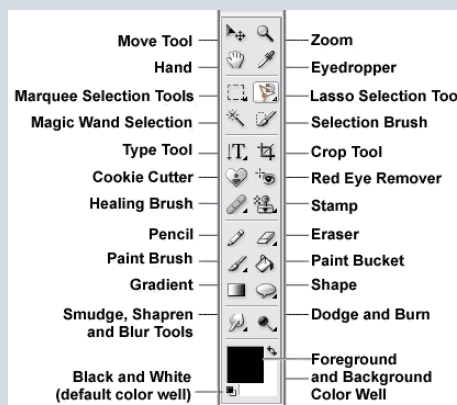 Move Tool
Zoom
Hand
Eyedropper
Marquee Selection Tools
Lasso Selection Too
Magic Wand Selection
Selection Brush
Type Tool
Crop Tool
Cookie Cutter
Red Eye Remover
Healing Brush
Stamp
Pencil
Eraser
Paint Brush
Paint Bucket
Gradient
Shape
Smudge, Shapren
and Blur Tools
Dodge and Burn
Foreground
and Background
Color Well
Black and White
(default color well)